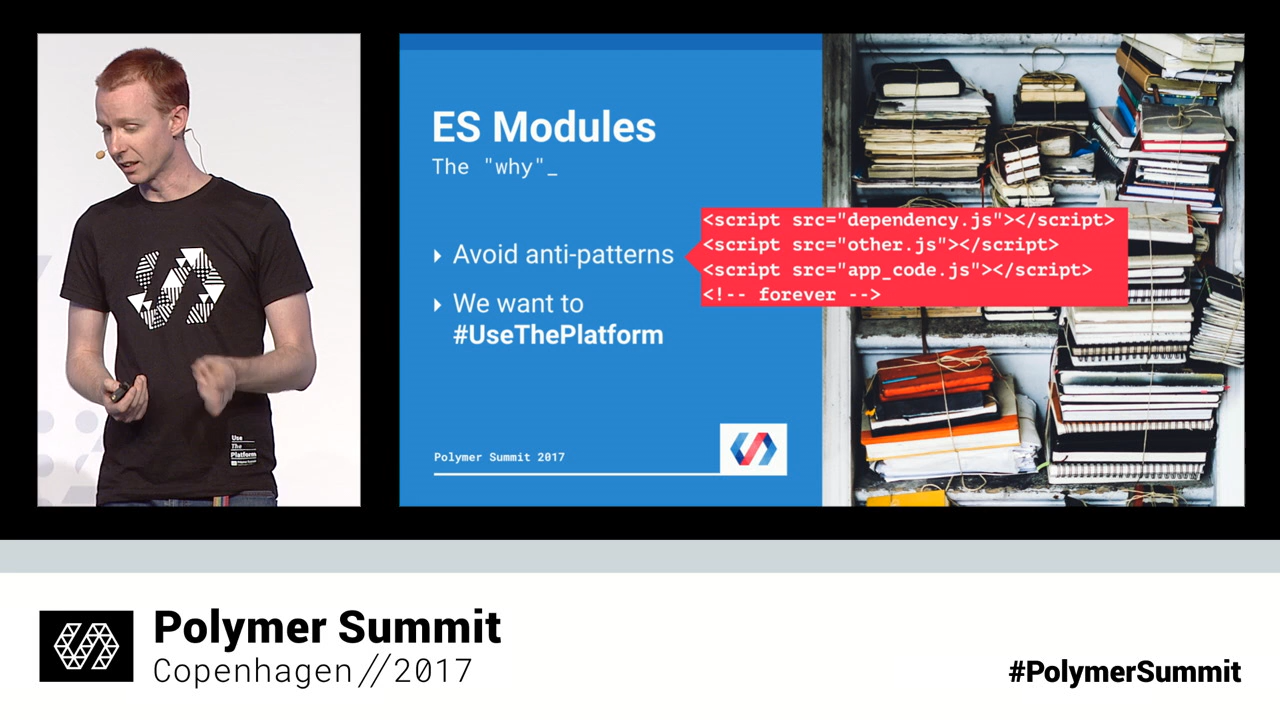 ES Modules
The "why"_
Avoid anti-patterns
We want to
#UseThePlatform
<script src="dependency.js"></script>
<script src="other.js"></script>
<script src="app_code.js"></script>
<!-- forever -->
Polymer Summit 2017
Use
The
Platform
Polymer Summit
Copenhagen//2017
#PolymerSummit